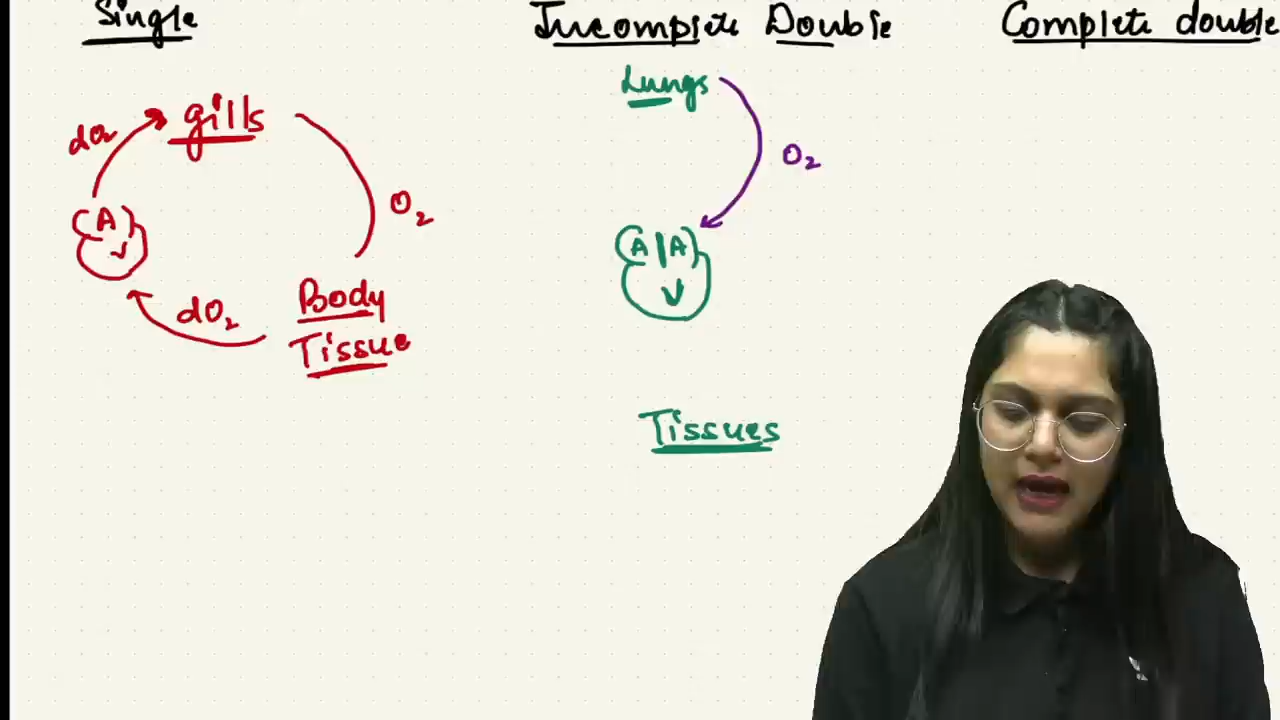 Single
Incomplete Double
Complete double
gills
dO2
O2
A
v
Body
Tissue
dO2
Lungs
O2
A | A
V
Tissues